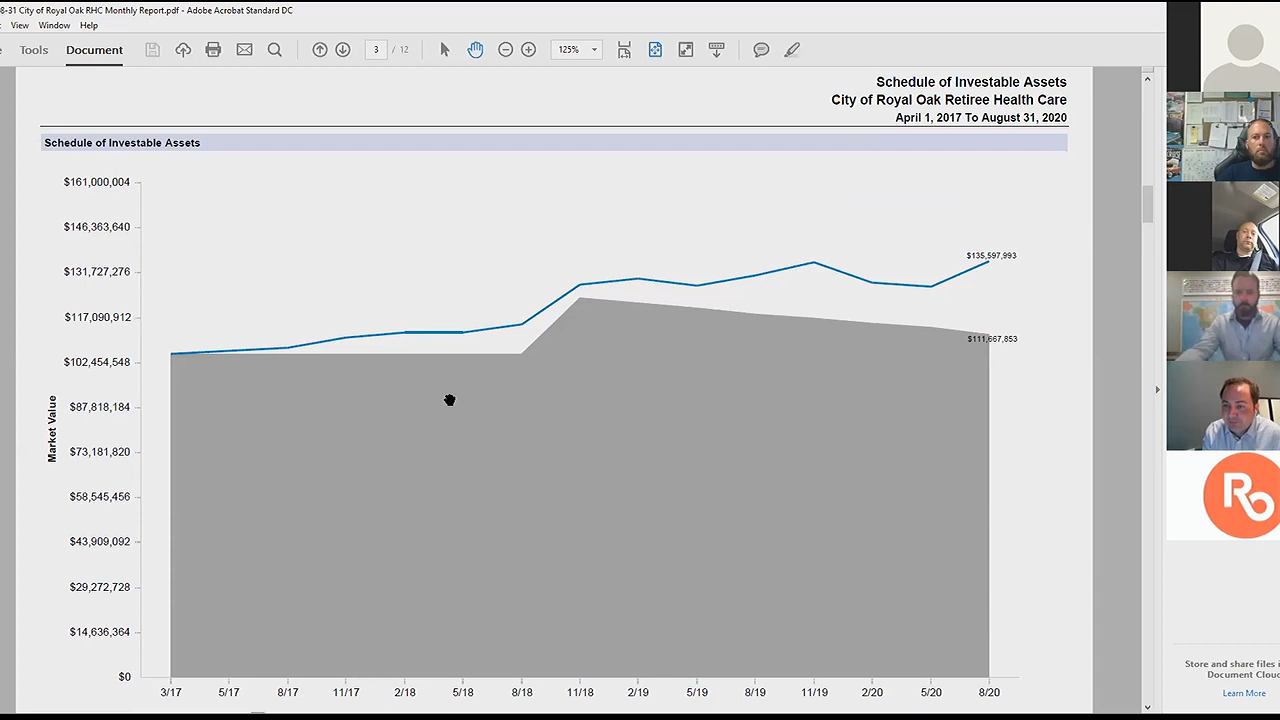 8-31 City of Royal Oak RHC Monthly Report.pdf - Adobe Acrobat Standard DC
View Window Help
Tools Document 3 / 12 125%
Schedule of Investable Assets
City of Royal Oak Retiree Health Care
April 1, 2017 To August 31, 2020
Schedule of Investable Assets
$161,000,004
$146,363,640
$131,727,276
$117,090,912
$102,454,548
$87,818,184
$73,181,820
$58,545,456
$43,909,092
$29,272,728
$14,636,364
$0
Market Value
$135,597,993
$111,667,853
3/17 5/17 8/17 11/17 2/18 5/18 8/18 11/18 2/19 5/19 8/19 11/19 2/20 5/20 8/20
Ro
Store and share files
Document Cloud
Learn More